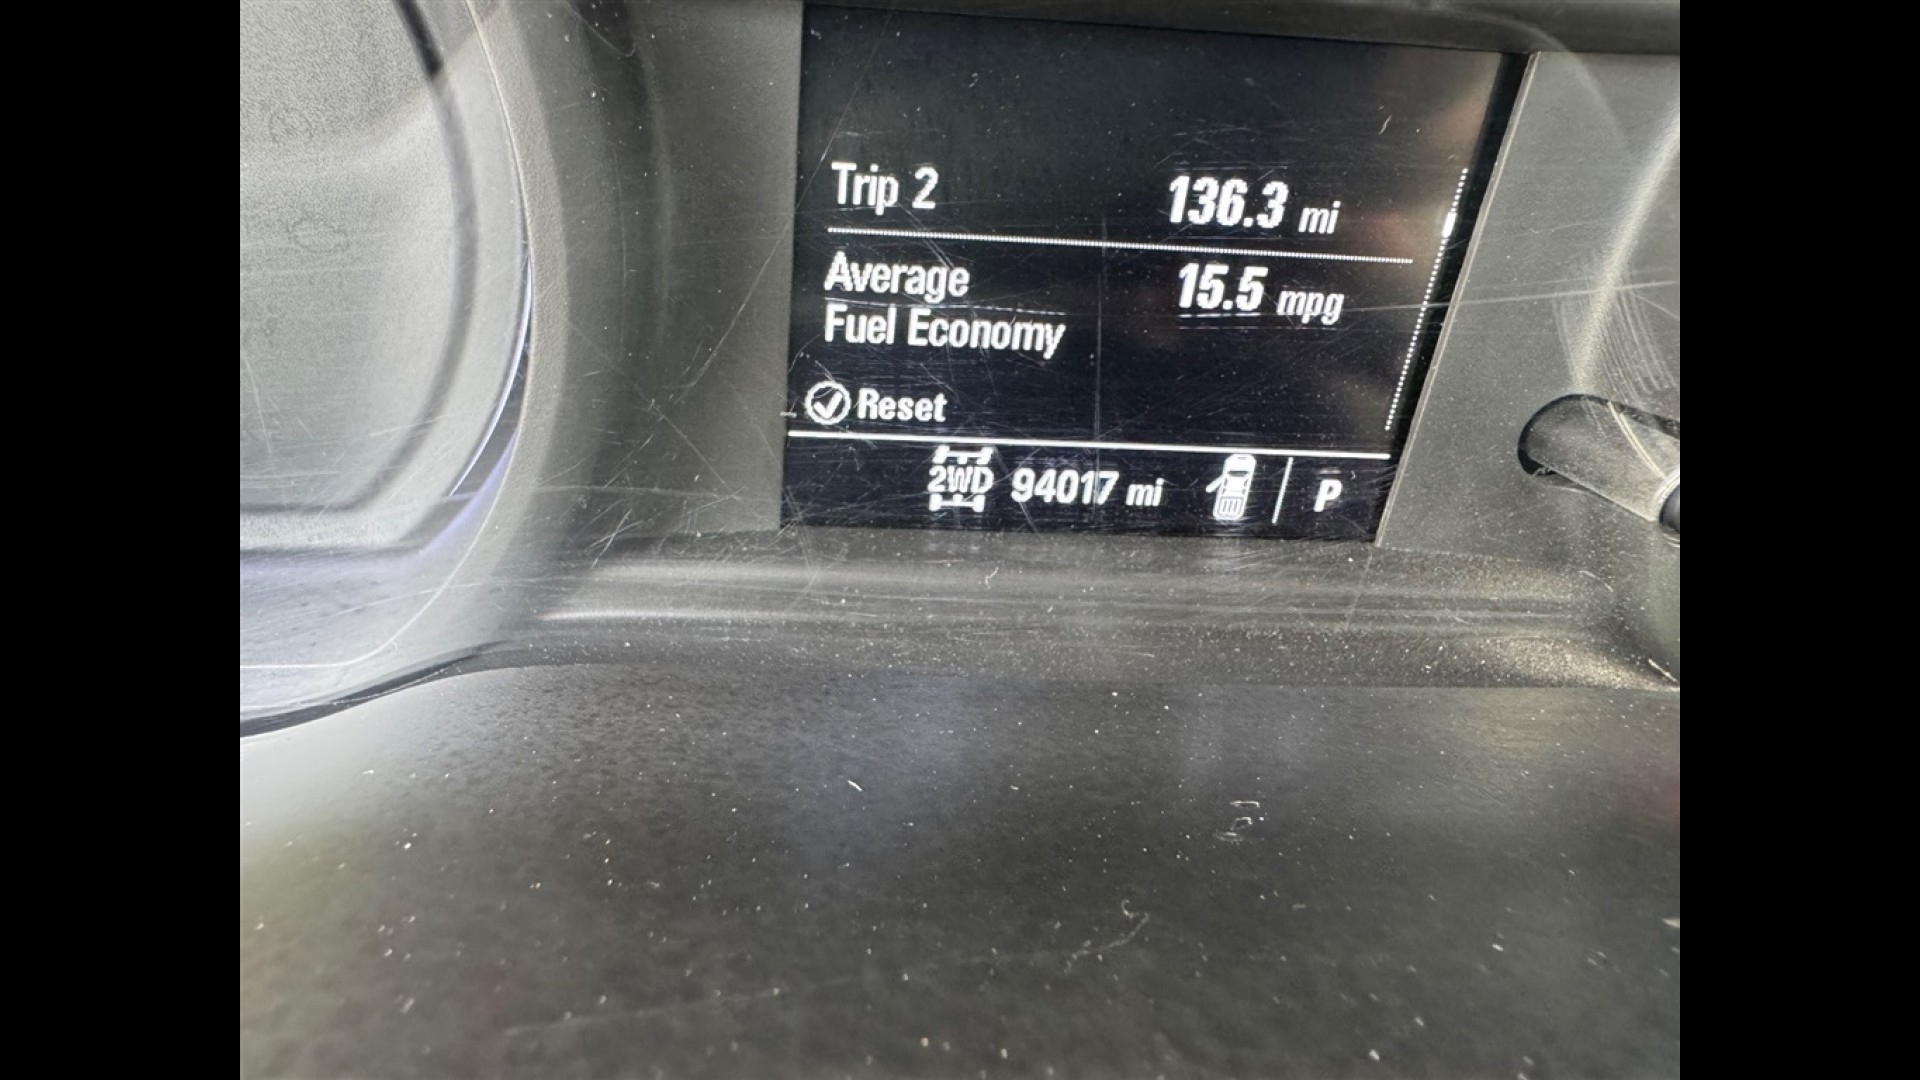 Trip 2 136.3 mi
Average 15.5 mpg
Fuel Economy
Reset
2WD 94017 mi P